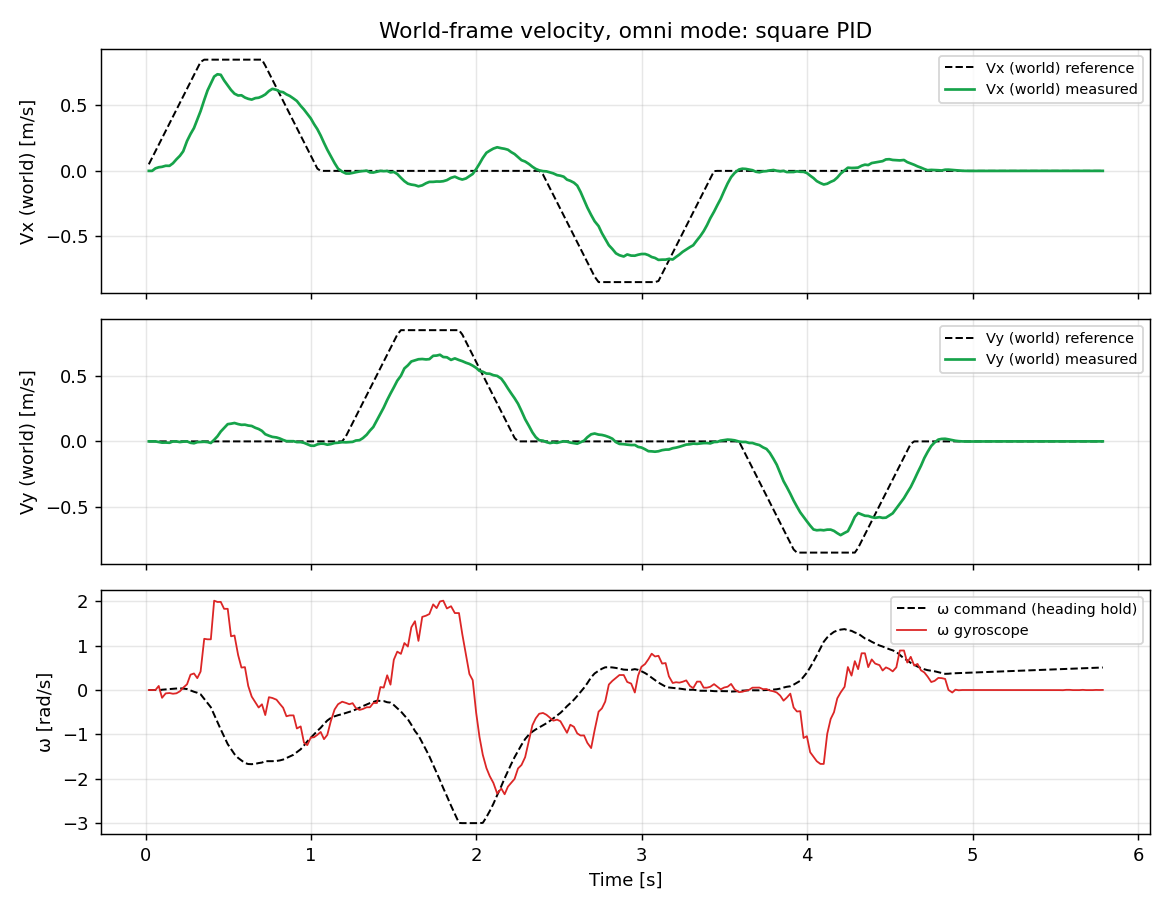 World-frame velocity, omni mode: square PID
Vx (world) [m/s]
0.5
0.0
−0.5
Vx (world) reference
Vx (world) measured
Vy (world) [m/s]
0.5
0.0
−0.5
Vy (world) reference
Vy (world) measured
ω [rad/s]
2
1
0
−1
−2
−3
ω command (heading hold)
ω gyroscope
0 1 2 3 4 5 6
Time [s]